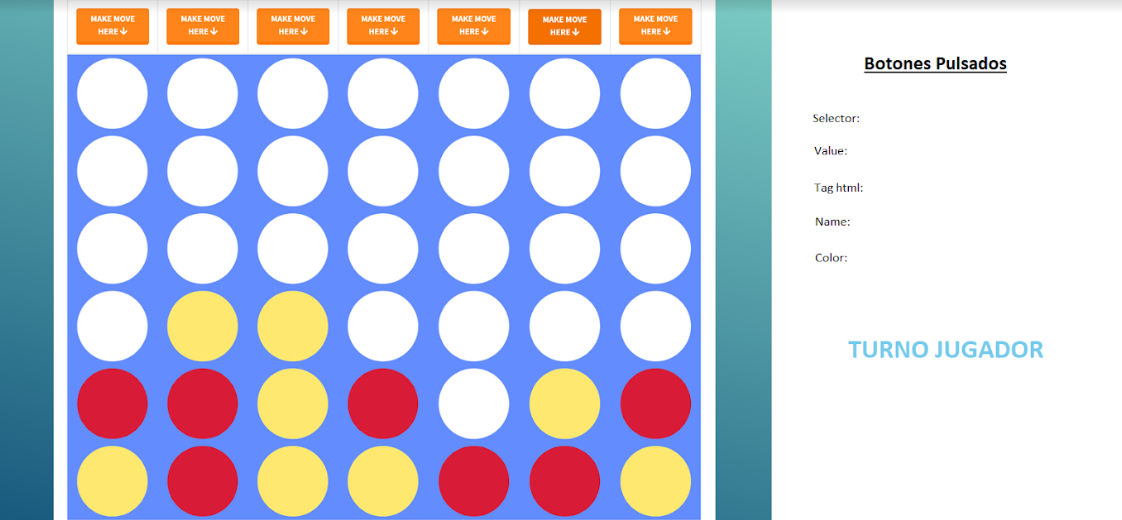 MAKE MOVE
HERE ↓
MAKE MOVE
HERE ↓
MAKE MOVE
HERE ↓
MAKE MOVE
HERE ↓
MAKE MOVE
HERE ↓
MAKE MOVE
HERE ↓
MAKE MOVE
HERE ↓
Botones Pulsados
Selector:
Value:
Tag html:
Name:
Color:
TURNO JUGADOR